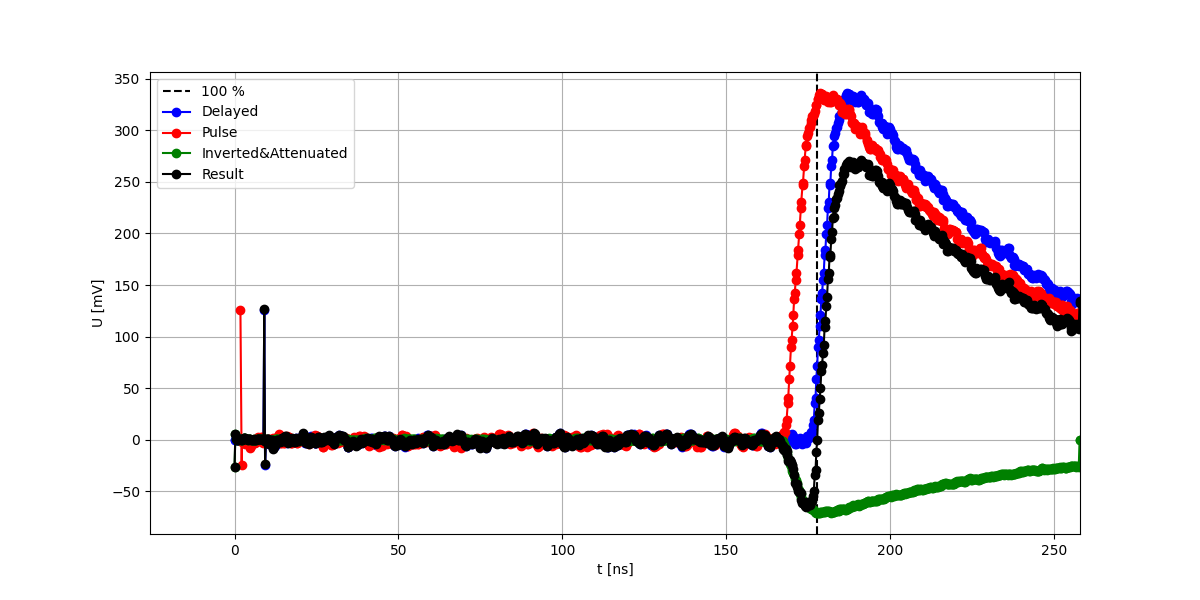 350
300
250
200
150
100
50
0
−50
U [mV]
100 %
Delayed
Pulse
Inverted&Attenuated
Result
0 50 100 150 200 250
t [ns]